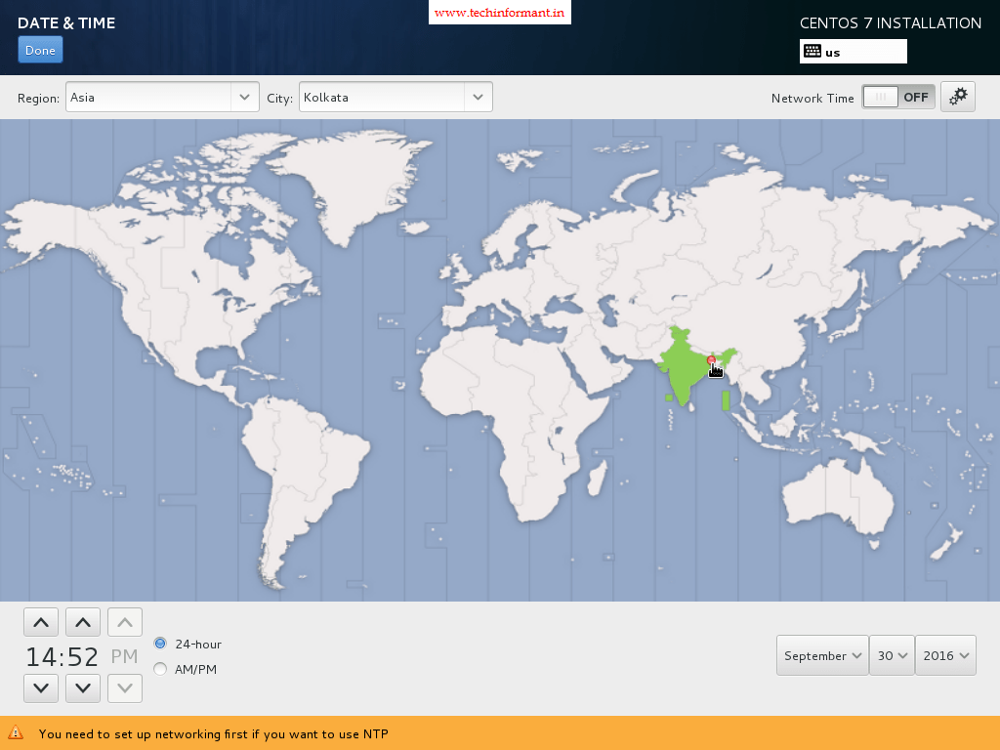 DATE & TIME
www.techinformant.in
CENTOS 7 INSTALLATION
Done
us
Region: Asia City: Kolkata Network Time OFF
14:52 PM
24-hour
AM/PM
September 30 2016
You need to set up networking first if you want to use NTP